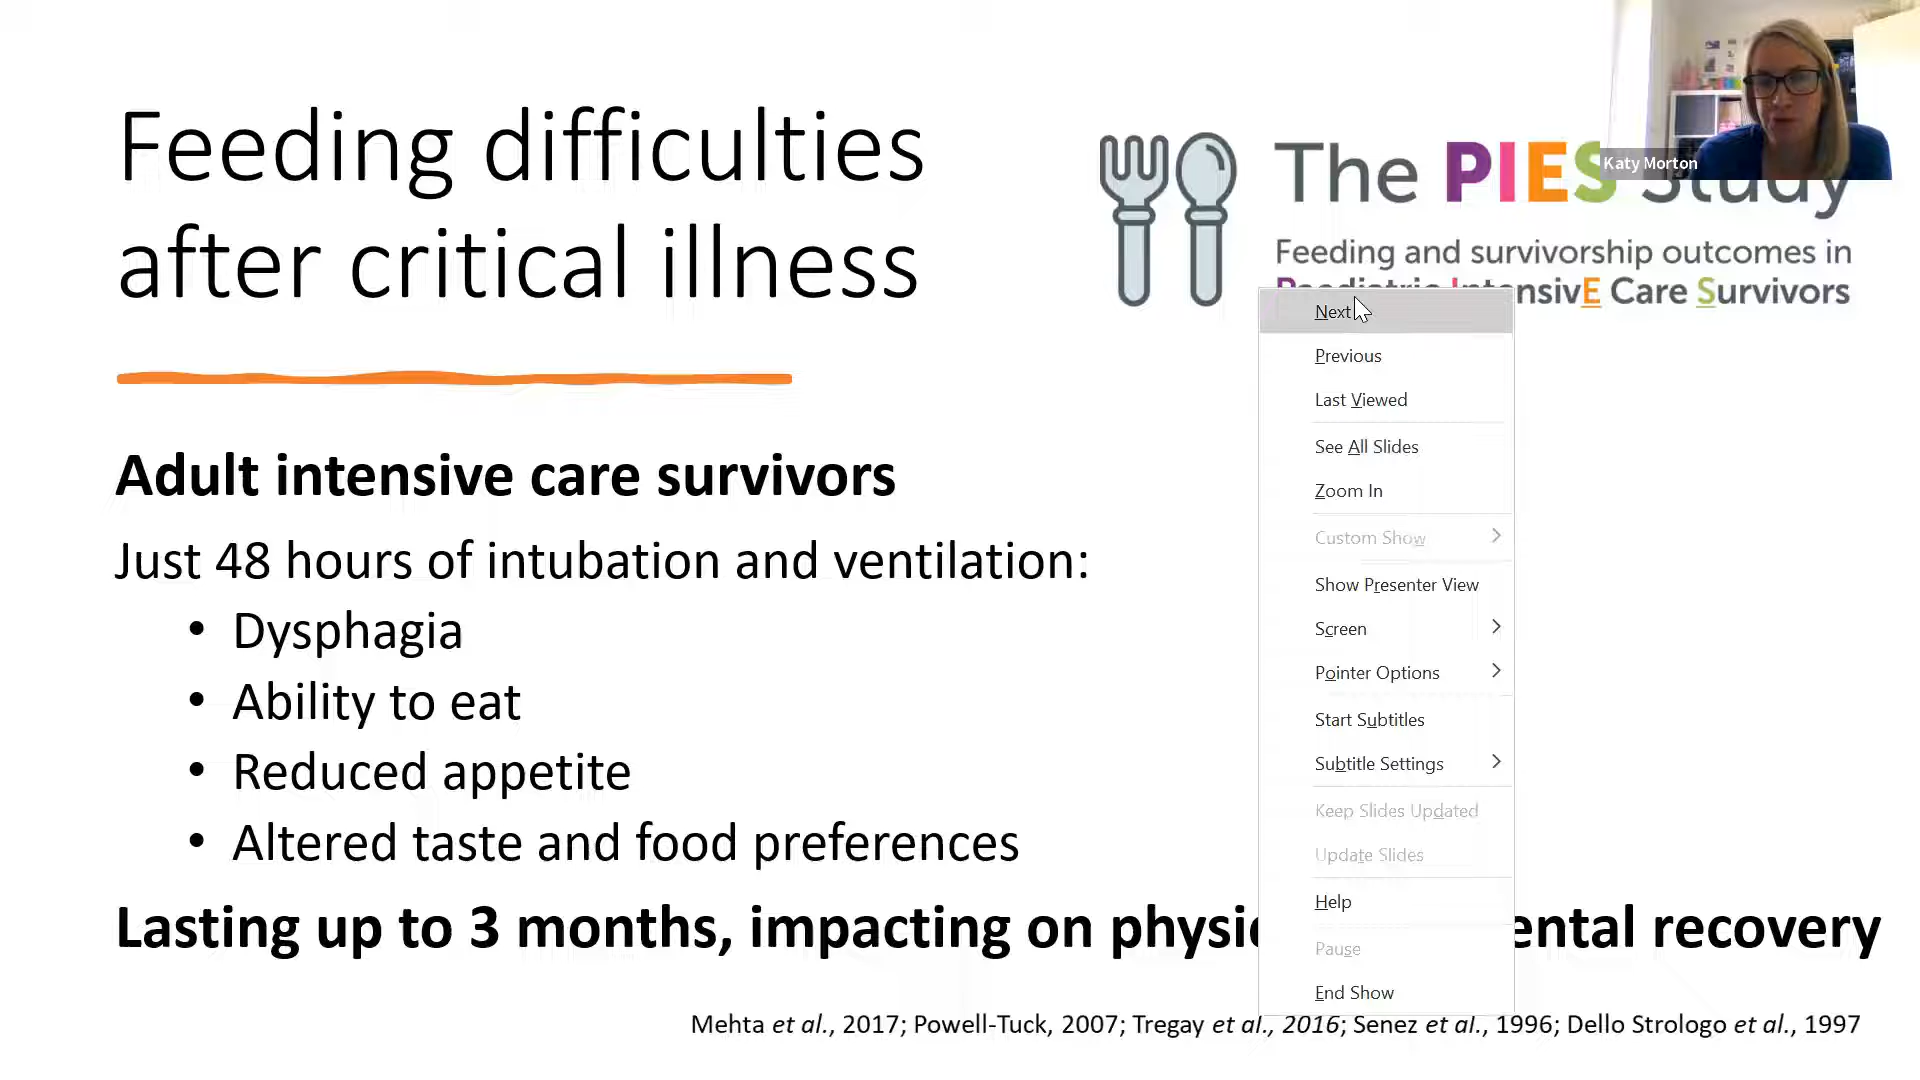 Feeding difficulties
after critical illness
The PIES Study
Katy Morton
Feeding and survivorship outcomes in
Paediatric IntensivE Care Survivors
Adult intensive care survivors
Just 48 hours of intubation and ventilation:
• Dysphagia
• Ability to eat
• Reduced appetite
• Altered taste and food preferences
Lasting up to 3 months, impacting on physic ental recovery
Mehta et al., 2017; Powell-Tuck, 2007; Tregay et al., 2016; Senez et al., 1996; Dello Strologo et al., 1997
Next
Previous
Last Viewed
See All Slides
Zoom In
Custom Show
Show Presenter View
Screen
Pointer Options
Start Subtitles
Subtitle Settings
Keep Slides Updated
Update Slides
Help
Pause
End Show